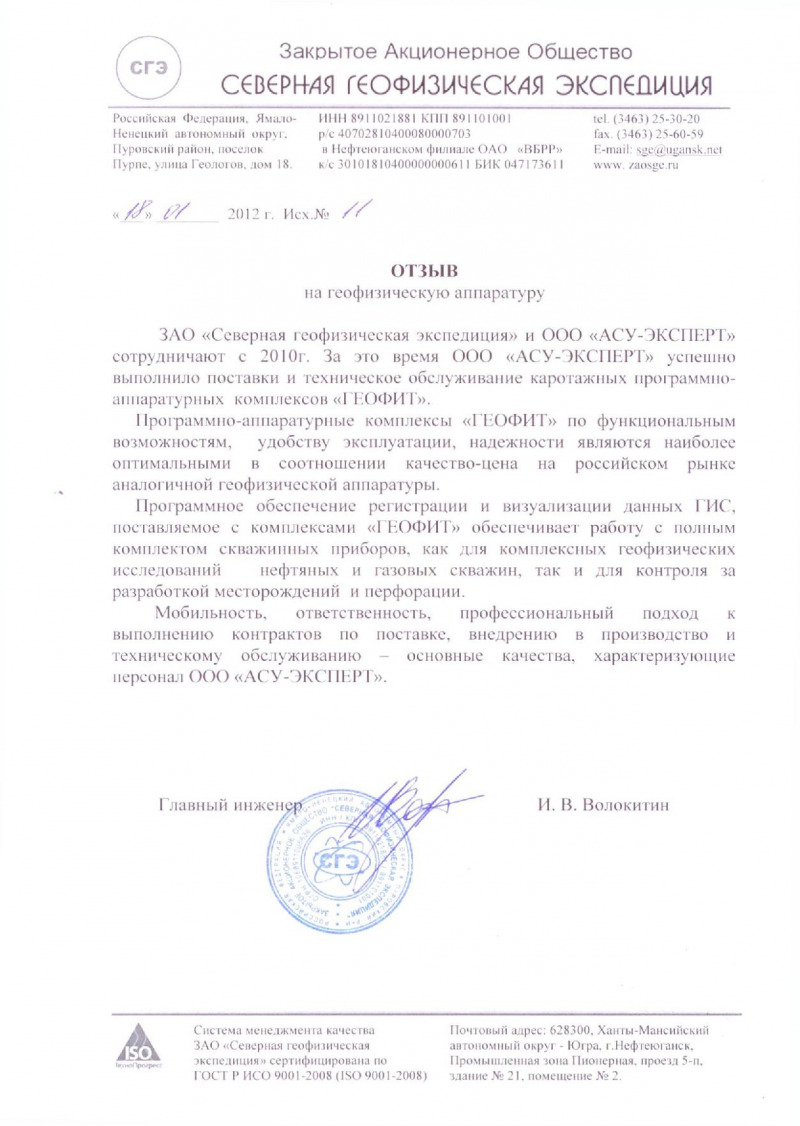 СГЭ
Закрытое Акционерное Общество
СЕВЕРНАЯ ГЕОФИЗИЧЕСКАЯ ЭКСПЕДИЦИЯ
Российская Федерация, Ямало-
Ненецкий автономный округ,
Пуровский район, поселок
Пурпе, улица Геологов, дом 18.
ИНН 8911021881 КПП 891101001
р/с 40702810400080000703
в Нефтеюганском филиале ОАО «ВБРР»
к/с 30101810400000000611 БИК 047173611
tel. (3463) 25-30-20
fax. (3463) 25-60-59
E-mail: sge@ugansk.net
www. zaosge.ru
«18» 01 2012 г. Исх.№ 11
ОТЗЫВ
на геофизическую аппаратуру
ЗАО «Северная геофизическая экспедиция» и ООО «АСУ-ЭКСПЕРТ»
сотрудничают с 2010г. За это время ООО «АСУ-ЭКСПЕРТ» успешно
выполнило поставки и техническое обслуживание каротажных программно-
аппаратурных комплексов «ГЕОФИТ».
Программно-аппаратурные комплексы «ГЕОФИТ» по функциональным
возможностям, удобству эксплуатации, надежности являются наиболее
оптимальными в соотношении качество-цена на российском рынке
аналогичной геофизической аппаратуры.
Программное обеспечение регистрации и визуализации данных ГИС,
поставляемое с комплексами «ГЕОФИТ» обеспечивает работу с полным
комплектом скважинных приборов, как для комплексных геофизических
исследований нефтяных и газовых скважин, так и для контроля за
разработкой месторождений и перфорации.
Мобильность, ответственность, профессиональный подход к
выполнению контрактов по поставке, внедрению в производство и
техническому обслуживанию – основные качества, характеризующие
персонал ООО «АСУ-ЭКСПЕРТ».
Главный инженер
И. В. Волокитин
СГЭ
ISO
ТехноПрогресс
Система менеджмента качества
ЗАО «Северная геофизическая
экспедиция» сертифицирована по
ГОСТ Р ИСО 9001-2008 (ISO 9001-2008)
Почтовый адрес: 628300, Ханты-Мансийский
автономный округ - Югра, г.Нефтеюганск,
Промышленная зона Пионерная, проезд 5-п,
здание № 21, помещение № 2.